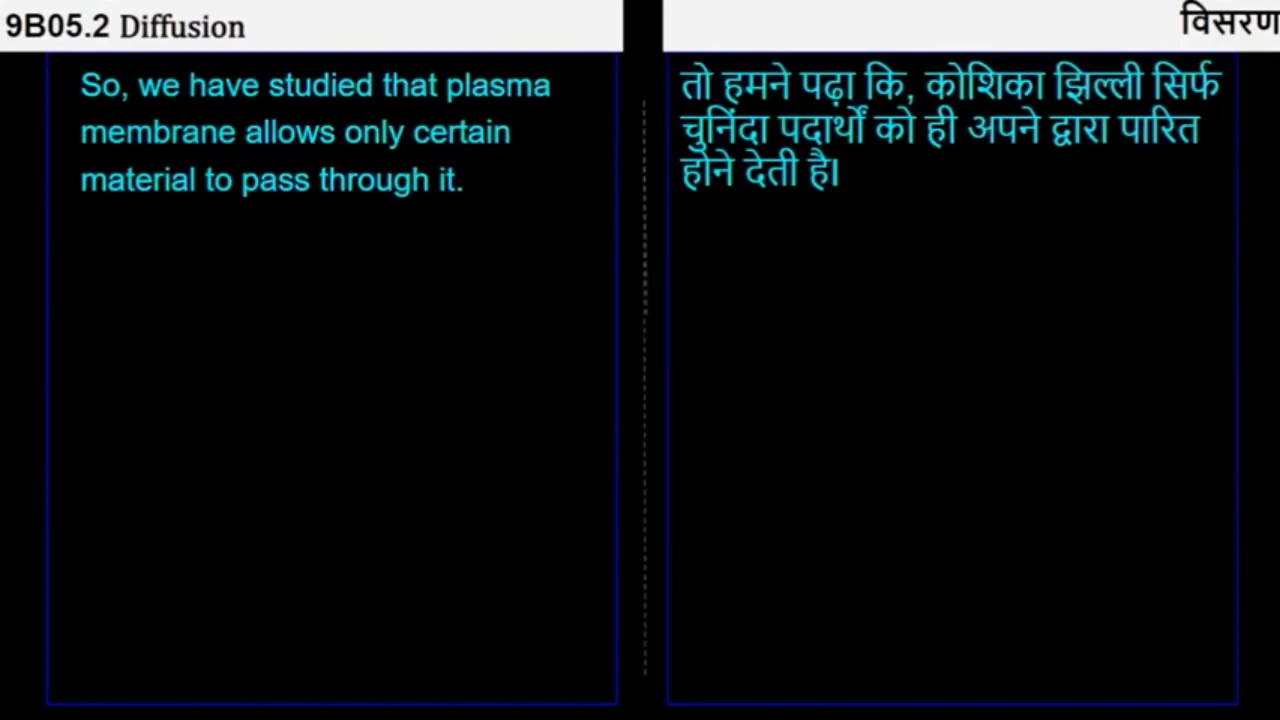 9B05.2 Diffusion
विसरण
So, we have studied that plasma
membrane allows only certain
material to pass through it.
तो हमने पढ़ा कि, कोशिका झिल्ली सिर्फ
चुनिंदा पदार्थों को ही अपने द्वारा पारित
होने देती है।